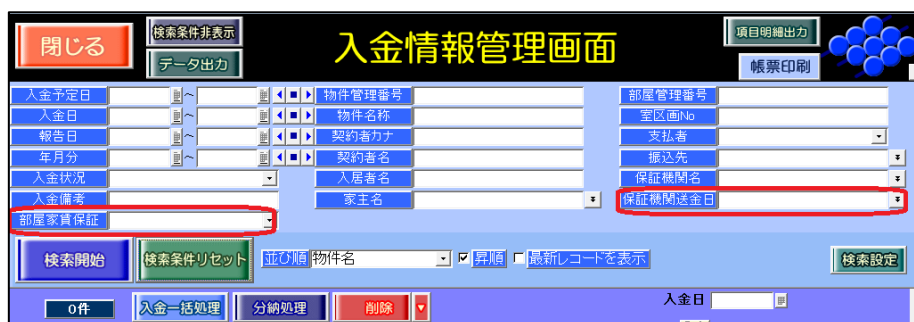 閉じる
検索条件非表示
データ出力
入金情報管理画面
項目明細出力
帳票印刷
入金予定日 ~ 物件管理番号 部屋管理番号
入金日 ~ 物件名称 室区画No
報告日 ~ 契約者カナ 支払者
年月分 ~ 契約者名 振込先
入金状況 入居者名 保証機関名
入金備考 家主名 保証機関送金日
部屋家賃保証
検索開始 検索条件リセット 並び順 物件名 昇順 最新レコードを表示 検索設定
0件 入金一括処理 分納処理 削除 入金日